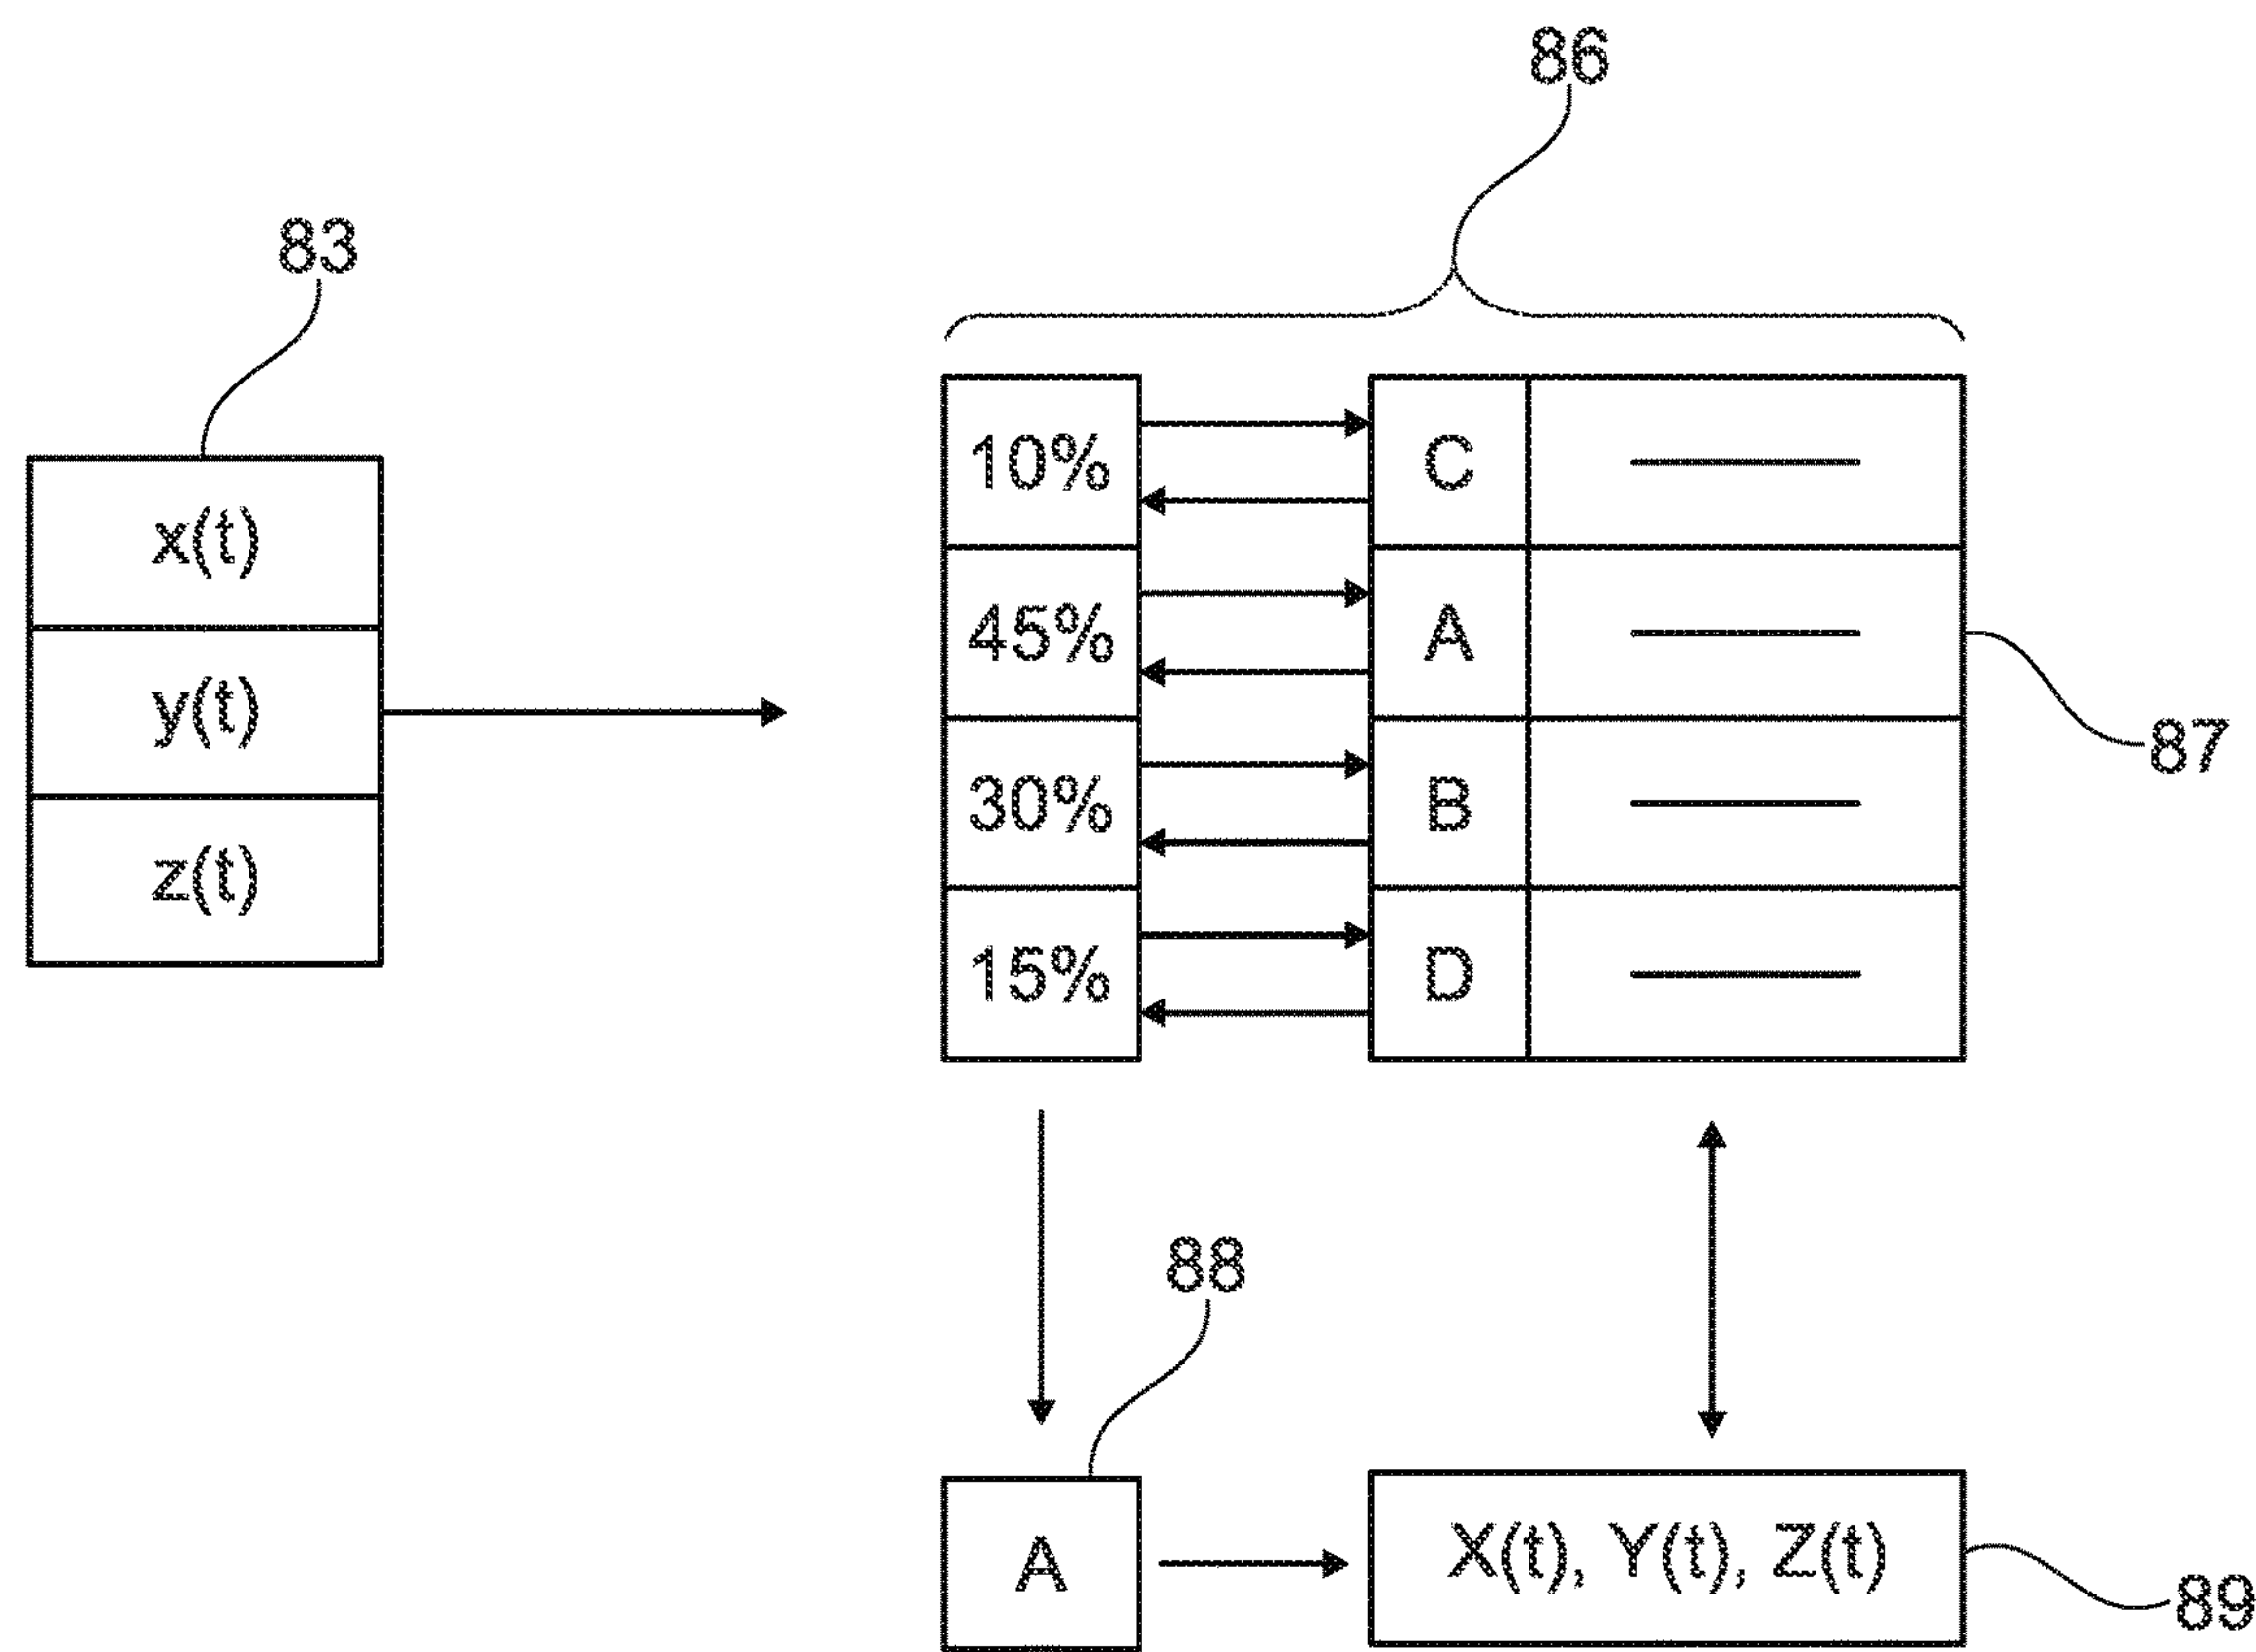 86
83
x(t)
y(t)
z(t)
10% C
45% A
30% B
15% D
87
88
A
X(t), Y(t), Z(t)
89